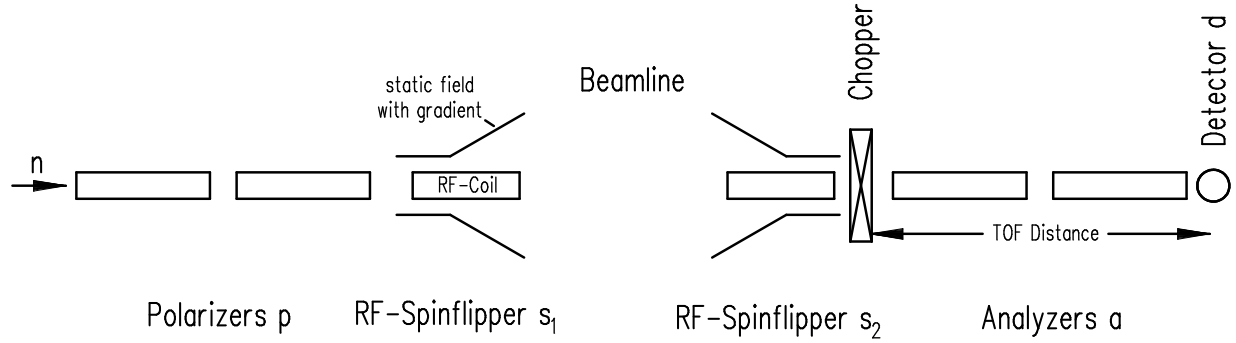 Beamline
Chopper
Detector d
static field
with gradient
n
RF-Coil
TOF Distance
Polarizers p
RF-Spinflipper s₁
RF-Spinflipper s₂
Analyzers a